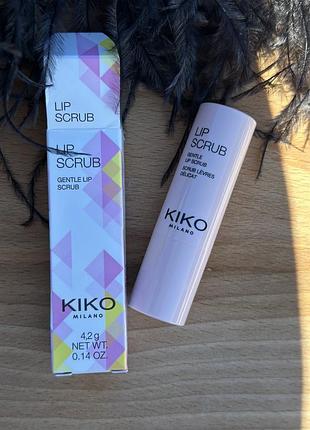 LIP
SCRUB
LIP
SCRUB
GENTLE LIP
SCRUB
KIKO
MILANO
4,2 g
NET WT.
0.14 OZ.
LIP
SCRUB
GENTLE
LIP SCRUB
SCRUB LÈVRES
DÉLICAT
KIKO
MILANO